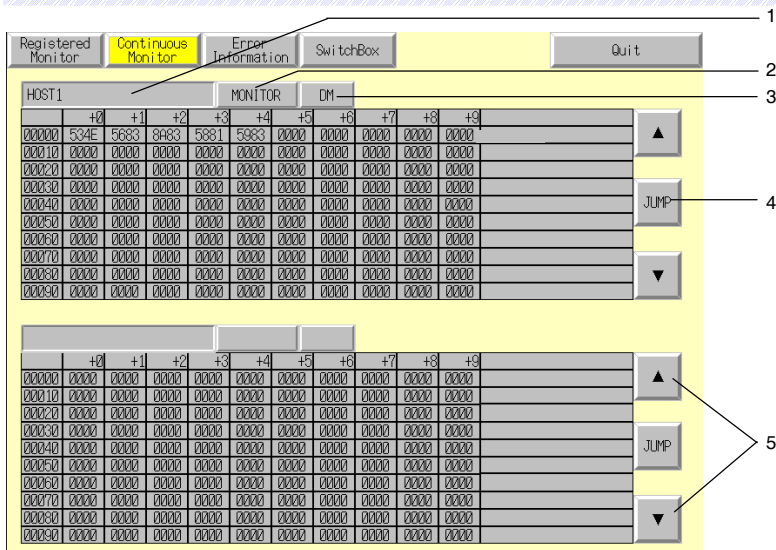 1
Registered Monitor Continuous Monitor Error Information SwitchBox Quit
2
HOST1 MONITOR DM
3
+0 +1 +2 +3 +4 +5 +6 +7 +8 +9
00000 534E 5683 8A83 5881 5983 0000 0000 0000 0000 0000 ▲
00010 0000 0000 0000 0000 0000 0000 0000 0000 0000 0000
00020 0000 0000 0000 0000 0000 0000 0000 0000 0000 0000
00030 0000 0000 0000 0000 0000 0000 0000 0000 0000 0000
00040 0000 0000 0000 0000 0000 0000 0000 0000 0000 0000 JUMP 4
00050 0000 0000 0000 0000 0000 0000 0000 0000 0000 0000
00060 0000 0000 0000 0000 0000 0000 0000 0000 0000 0000
00070 0000 0000 0000 0000 0000 0000 0000 0000 0000 0000
00080 0000 0000 0000 0000 0000 0000 0000 0000 0000 0000 ▼
00090 0000 0000 0000 0000 0000 0000 0000 0000 0000 0000
+0 +1 +2 +3 +4 +5 +6 +7 +8 +9
00000 0000 0000 0000 0000 0000 0000 0000 0000 0000 0000 ▲
00010 0000 0000 0000 0000 0000 0000 0000 0000 0000 0000
00020 0000 0000 0000 0000 0000 0000 0000 0000 0000 0000
00030 0000 0000 0000 0000 0000 0000 0000 0000 0000 0000
00040 0000 0000 0000 0000 0000 0000 0000 0000 0000 0000 JUMP 5
00050 0000 0000 0000 0000 0000 0000 0000 0000 0000 0000
00060 0000 0000 0000 0000 0000 0000 0000 0000 0000 0000
00070 0000 0000 0000 0000 0000 0000 0000 0000 0000 0000
00080 0000 0000 0000 0000 0000 0000 0000 0000 0000 0000 ▼
00090 0000 0000 0000 0000 0000 0000 0000 0000 0000 0000